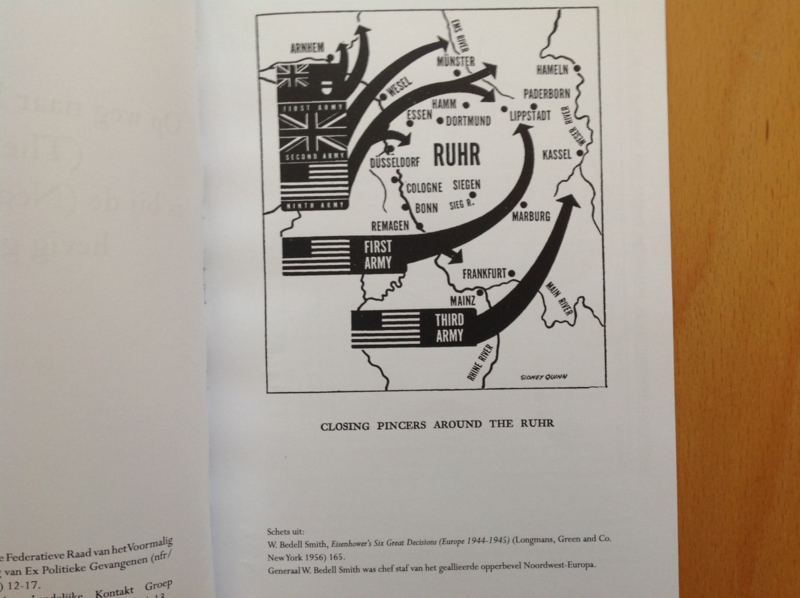 ARNHEM
EMS RIVER
MÜNSTER
HAMELN
WESEL
PADERBORN
FIRST ARMY
HAMM
LIPPSTADT
ESSEN
DORTMUND
WESER RIVER
SECOND ARMY
DÜSSELDORF
RUHR
KASSEL
NINTH ARMY
COLOGNE
SIEGEN
BONN
SIEG R.
MARBURG
REMAGEN
FIRST
ARMY
FRANKFURT
MAINZ
MAIN RIVER
THIRD
ARMY
RHINE RIVER
SIDNEY QUINN
CLOSING PINCERS AROUND THE RUHR
Schets uit:
W. Bedell Smith, Eisenhower's Six Great Decisions (Europe 1944-1945) (Longmans, Green and Co.
New York 1956) 165.
Generaal W. Bedell Smith was chef staf van het geallieerde opperbevel Noordwest-Europa.
e Federatieve Raad van het Voormalig
g van Ex Politieke Gevangenen (nfr/
) 12-17.
Landelijke Kontakt Groep